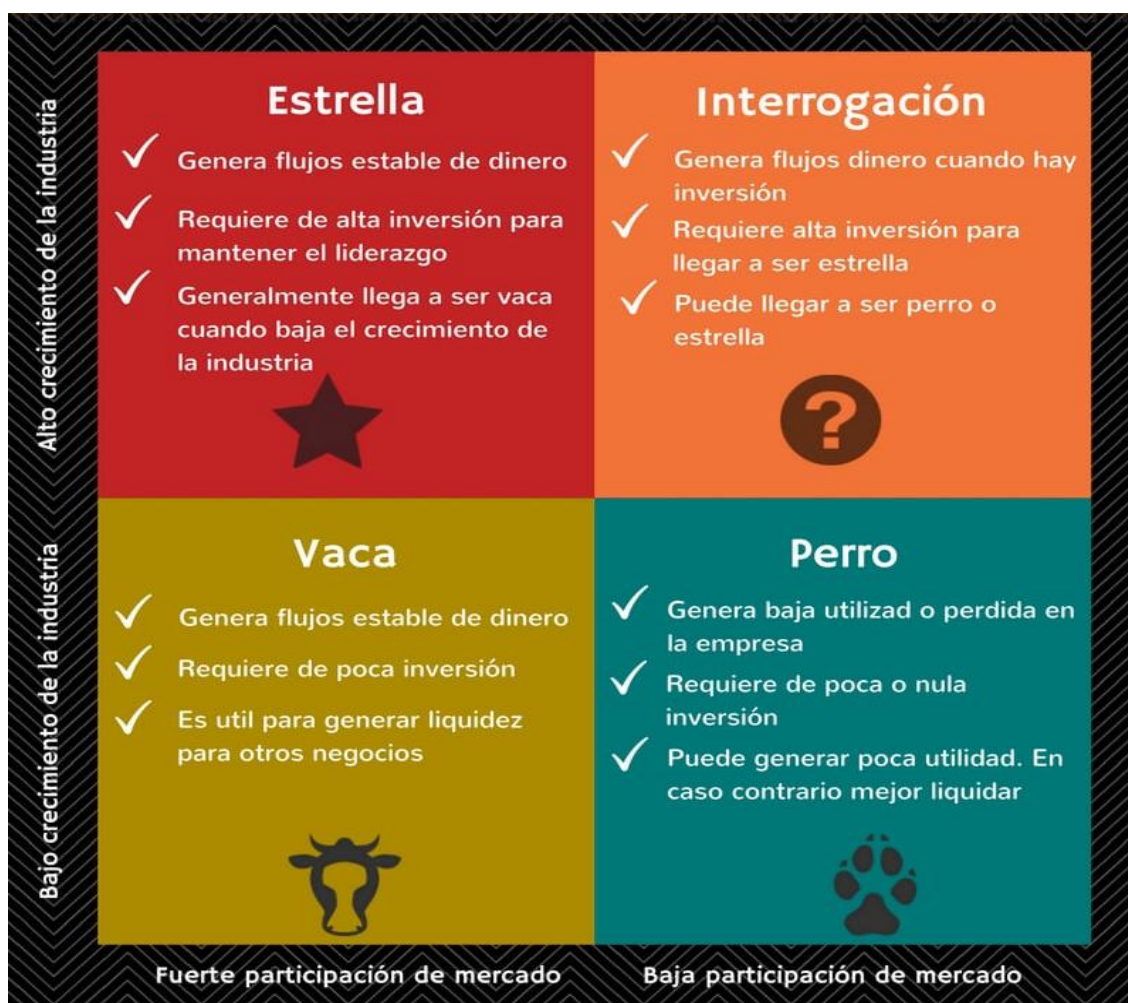 Alto crecimiento de la industria
Estrella
Genera flujos estable de dinero
Requiere de alta inversión para
mantener el liderazgo
Generalmente llega a ser vaca
cuando baja el crecimiento de
la industria
Interrogación
Genera flujos dinero cuando hay
inversión
Requiere alta inversión para
llegar a ser estrella
Puede llegar a ser perro o
estrella
?
Bajo crecimiento de la industria
Vaca
Genera flujos estable de dinero
Requiere de poca inversión
Es util para generar liquidez
para otros negocios
Perro
Genera baja utilizad o perdida en
la empresa
Requiere de poca o nula
inversión
Puede generar poca utilidad. En
caso contrario mejor liquidar
Fuerte participación de mercado
Baja participación de mercado